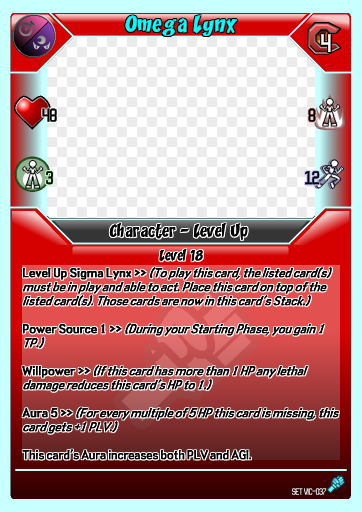 Omega Lynx
4
48
8
3
12
Character - Level Up
Level 18
Level Up Sigma Lynx >> (To play this card, the listed card(s)
must be in play and able to act. Place this card on top of the
listed card(s). Those cards are now in this card's Stack.)
Power Source 1 >> (During your Starting Phase, you gain 1
TP.)
Willpower >> (If this card has more than 1 HP any lethal
damage reduces this card's HP to 1.)
Aura 5 >> (For every multiple of 5 HP this card is missing, this
card gets +1 PLV.)
This card's Aura increases both PLV and AGI.
SET VIC-037